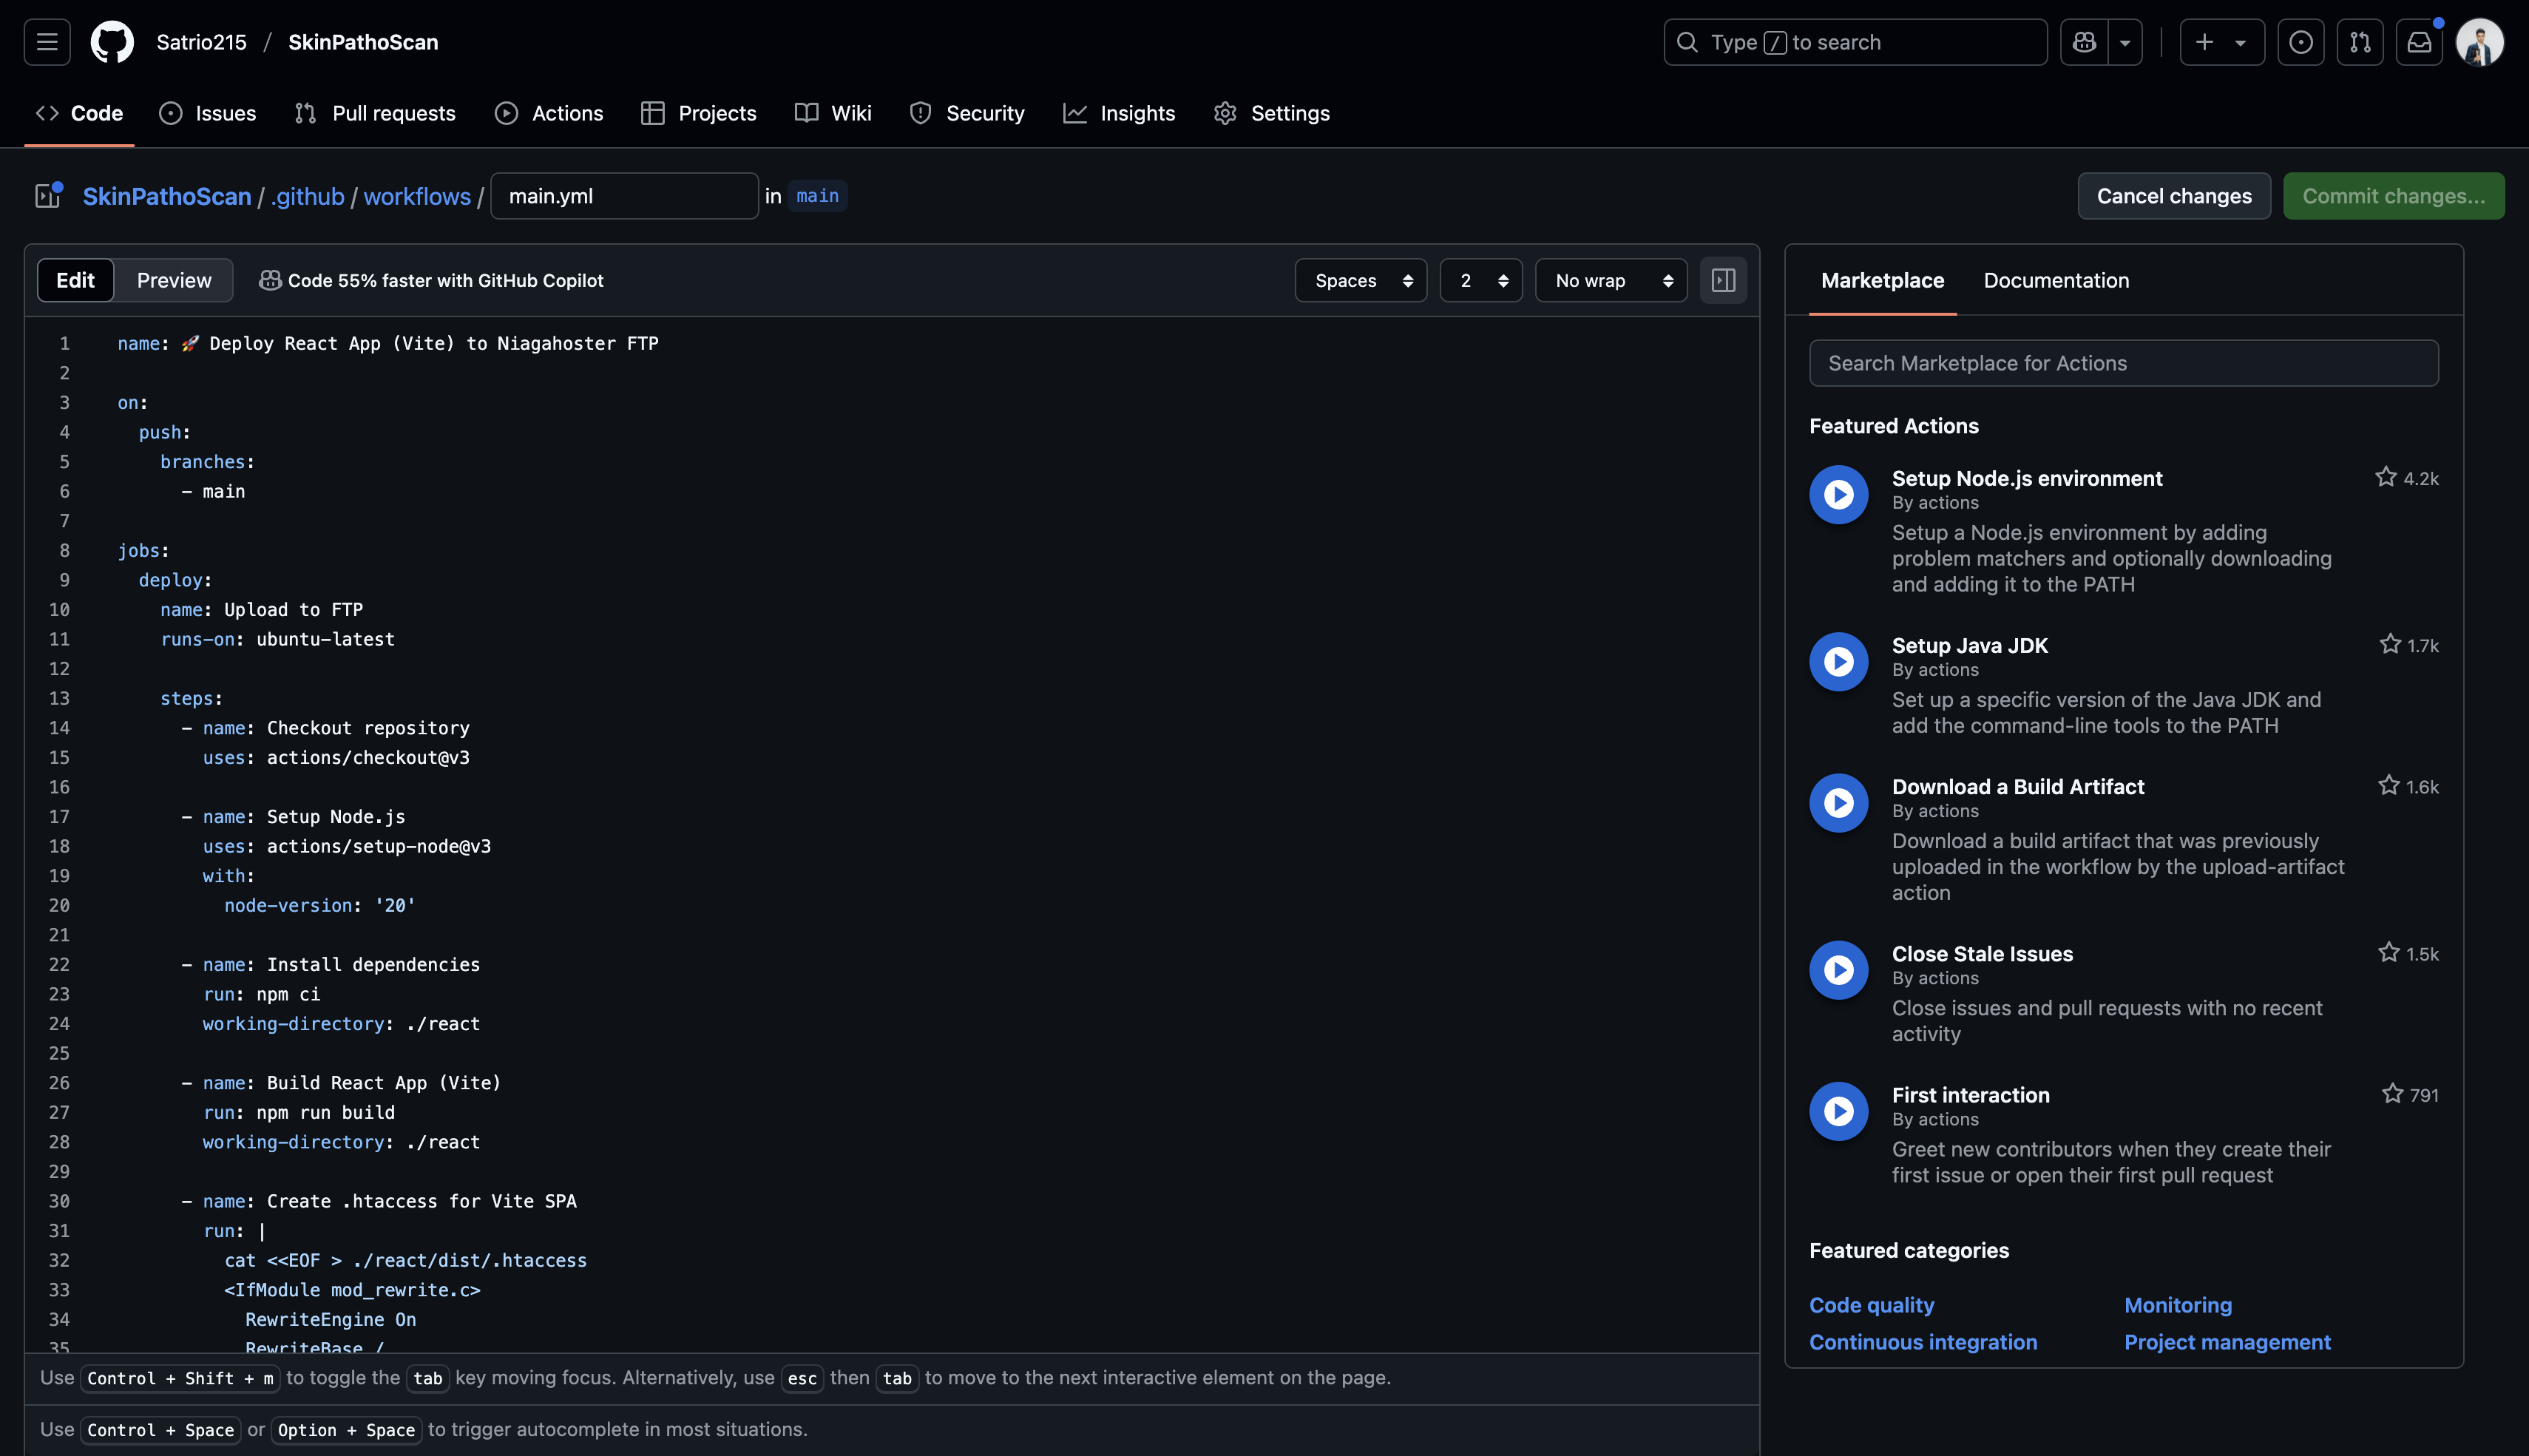 Satrio215 / SkinPathoScan
Type / to search
Code Issues Pull requests Actions Projects Wiki Security Insights Settings
SkinPathoScan / .github / workflows / main.yml in main
Cancel changes Commit changes...
Edit Preview Code 55% faster with GitHub Copilot Spaces 2 No wrap
1 name: 🚀 Deploy React App (Vite) to Niagahoster FTP
2
3 on:
4 push:
5 branches:
6 - main
7
8 jobs:
9 deploy:
10 name: Upload to FTP
11 runs-on: ubuntu-latest
12
13 steps:
14 - name: Checkout repository
15 uses: actions/checkout@v3
16
17 - name: Setup Node.js
18 uses: actions/setup-node@v3
19 with:
20 node-version: '20'
21
22 - name: Install dependencies
23 run: npm ci
24 working-directory: ./react
25
26 - name: Build React App (Vite)
27 run: npm run build
28 working-directory: ./react
29
30 - name: Create .htaccess for Vite SPA
31 run: |
32 cat <<EOF > ./react/dist/.htaccess
33 <IfModule mod_rewrite.c>
34 RewriteEngine On
35 RewriteBase /
Use Control + Shift + m to toggle the tab key moving focus. Alternatively, use esc then tab to move to the next interactive element on the page.
Use Control + Space or Option + Space to trigger autocomplete in most situations.
Marketplace Documentation
Search Marketplace for Actions
Featured Actions
Setup Node.js environment 4.2k
By actions
Setup a Node.js environment by adding
problem matchers and optionally downloading
and adding it to the PATH
Setup Java JDK 1.7k
By actions
Set up a specific version of the Java JDK and
add the command-line tools to the PATH
Download a Build Artifact 1.6k
By actions
Download a build artifact that was previously
uploaded in the workflow by the upload-artifact
action
Close Stale Issues 1.5k
By actions
Close issues and pull requests with no recent
activity
First interaction 791
By actions
Greet new contributors when they create their
first issue or open their first pull request
Featured categories
Code quality Monitoring
Continuous integration Project management